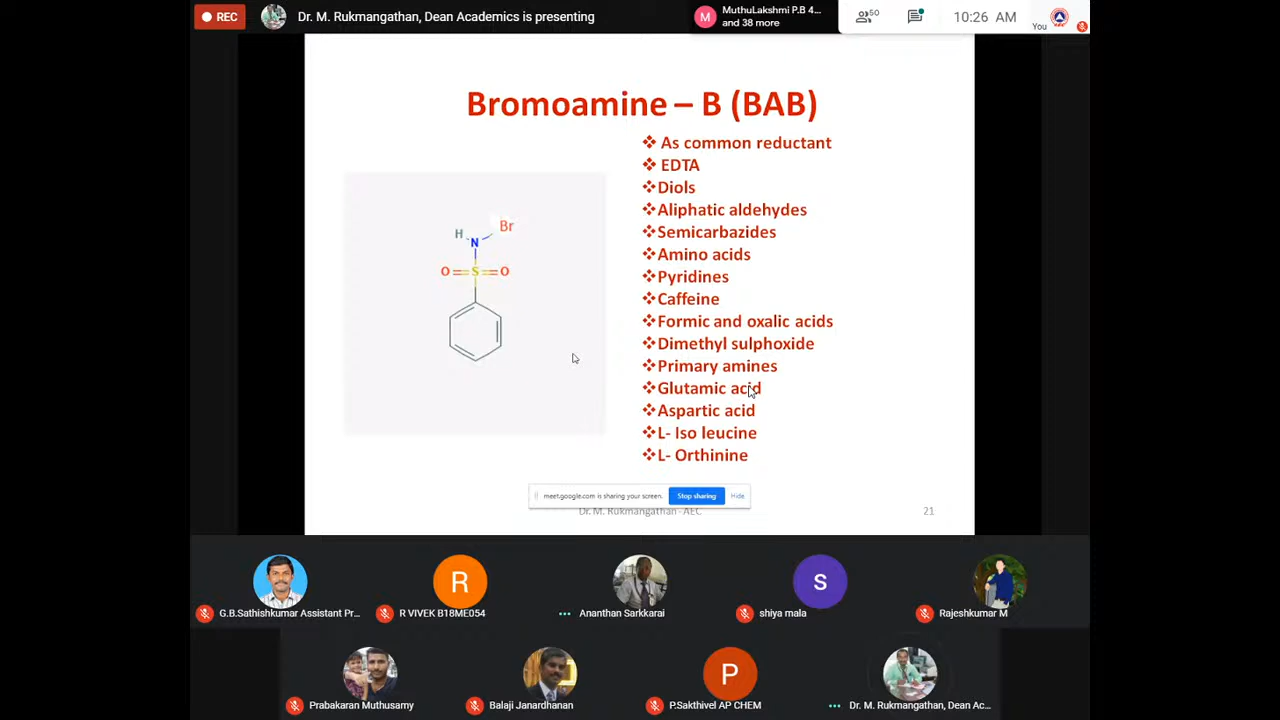 REC
Dr. M. Rukmangathan, Dean Academics is presenting
M
MuthuLakshmi P.B 4...
and 38 more
50
10:26 AM
You
Bromoamine – B (BAB)
As common reductant
EDTA
Diols
Aliphatic aldehydes
Semicarbazides
Amino acids
Pyridines
Caffeine
Formic and oxalic acids
Dimethyl sulphoxide
Primary amines
Glutamic acid
Aspartic acid
L- Iso leucine
L- Orthinine
H
Br
N
O S O
meet.google.com is sharing your screen.
Stop sharing
Hide
Dr. M. Rukmangathan - AEC
21
R
s
G.B.Sathishkumar Assistant Pr...
R VIVEK B18ME054
Ananthan Sarkkarai
shiya mala
Rajeshkumar M
P
Prabakaran Muthusamy
Balaji Janardhanan
P.Sakthivel AP CHEM
Dr. M. Rukmangathan, Dean Ac...